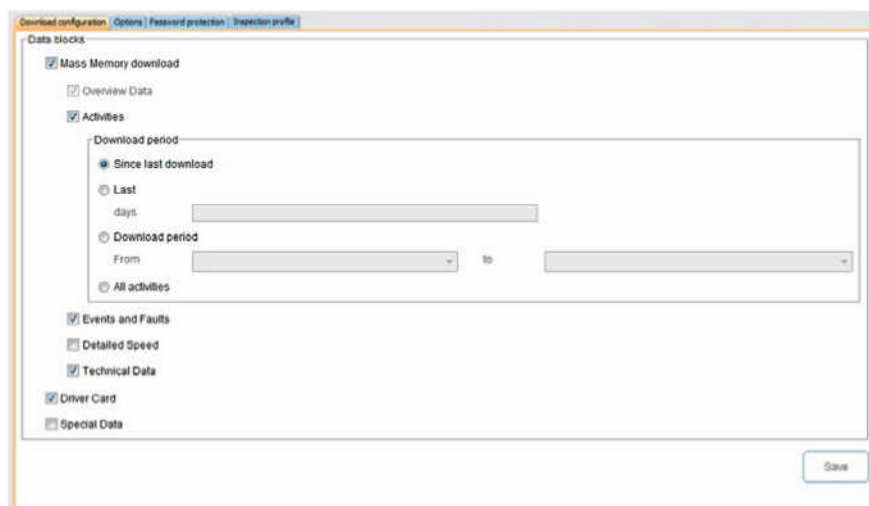 Download configuration Options Password protection Inspection profile
Data blocks
Mass Memory download
Overview Data
Activities
Download period
Since last download
Last
days
Download period
From to
All activities
Events and Faults
Detailed Speed
Technical Data
Driver Card
Special Data
Save